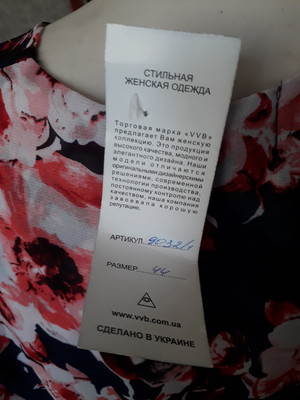 СТИЛЬНАЯ
ЖЕНСКАЯ ОДЕЖДА
Торговая марка «VVB»
предлагает Вам женскую
коллекцию. Это продукция
высокого качества, модного и
элегантного дизайна. Наши
модели отличаются
оригинальными дизайнерскими
решениями, современной
технологии производства,
постоянному контролю над
качеством, наша компания
завоевала хорошую
репутацию.
АРТИКУЛ
РАЗМЕР 44
www.vvb.com.ua
СДЕЛАНО В УКРАИНЕ